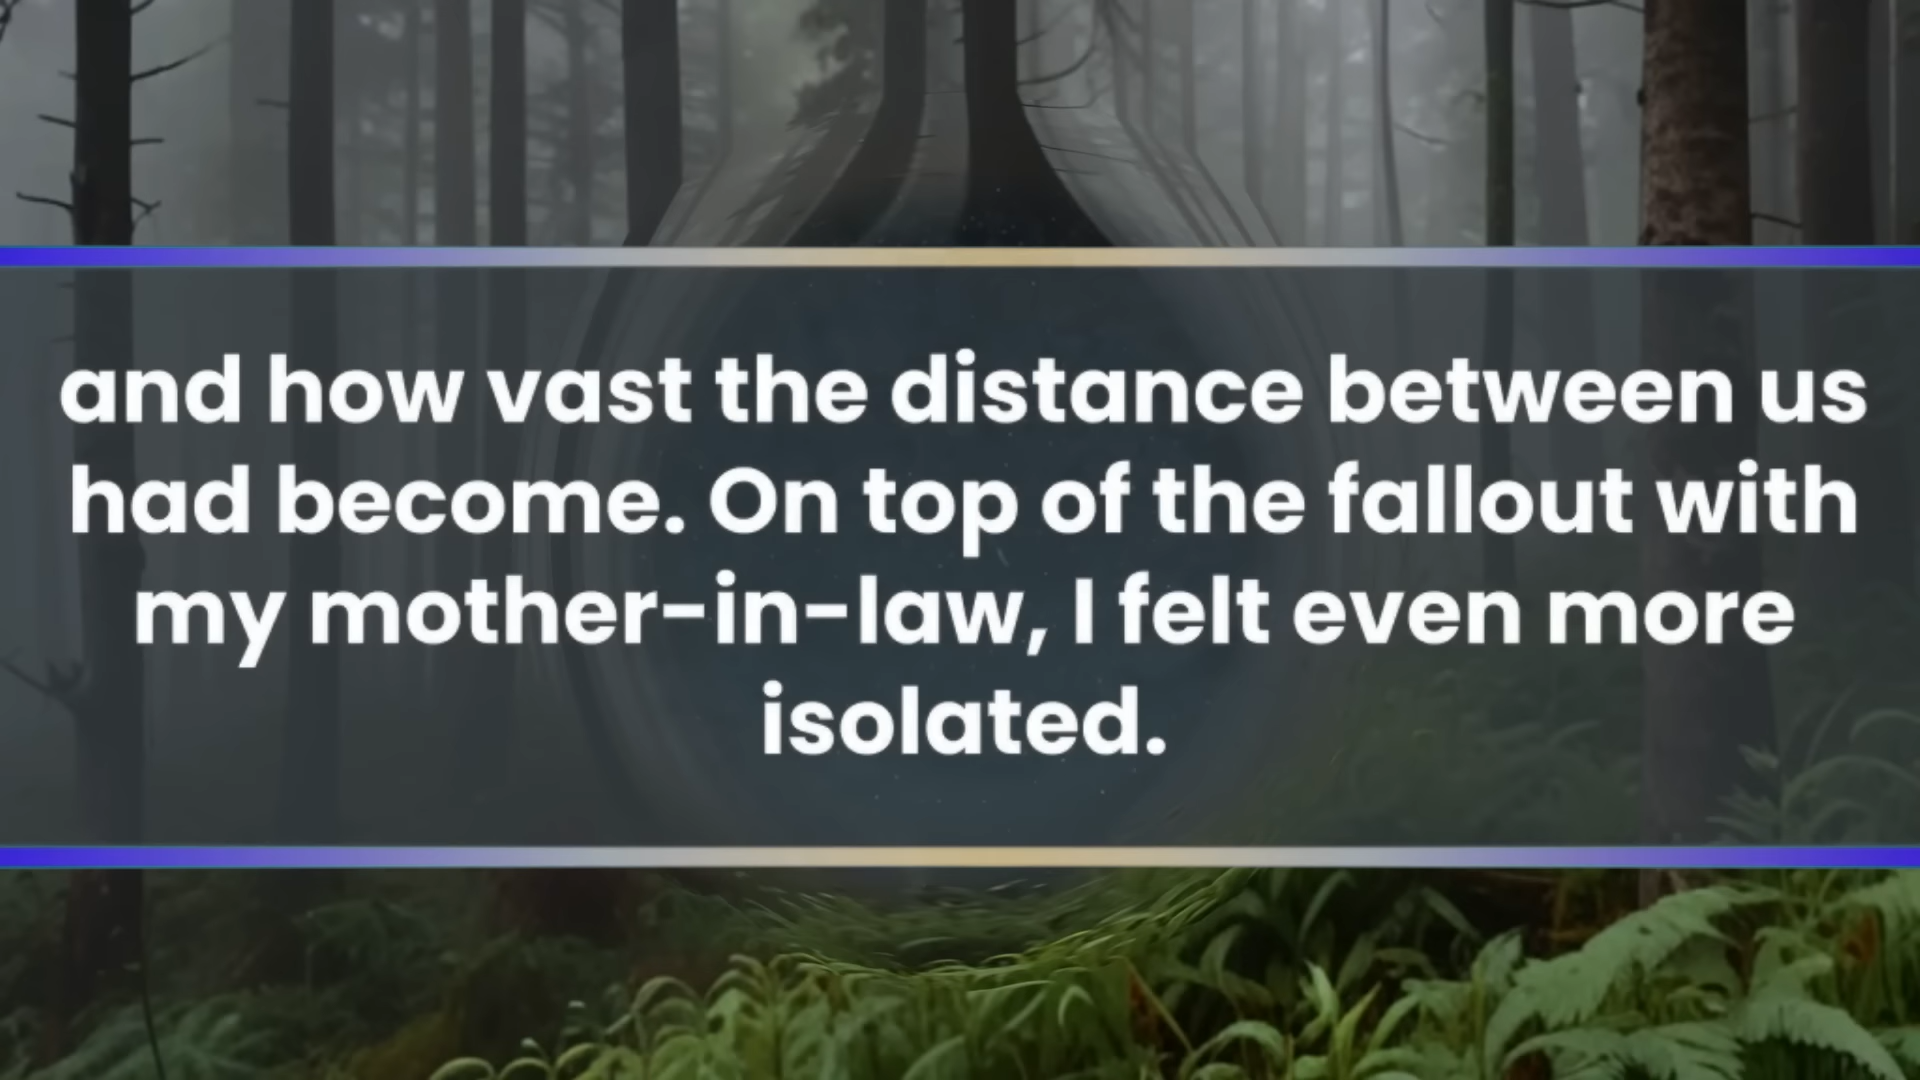 and how vast the distance between us
had become. On top of the fallout with
my mother-in-law, I felt even more
isolated.